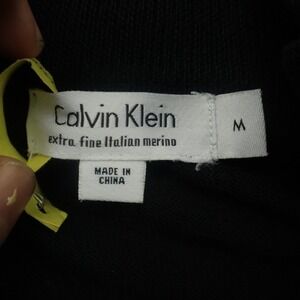 Calvin Klein
extra fine Italian merino
M
MADE IN
CHINA